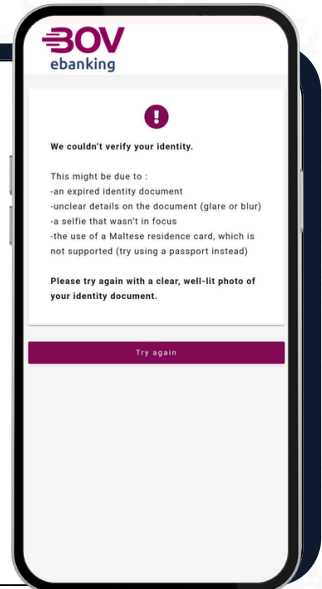 BOV
ebanking
!
We couldn't verify your identity.
This might be due to :
-an expired identity document
-unclear details on the document (glare or blur)
-a selfie that wasn't in focus
-the use of a Maltese residence card, which is
not supported (try using a passport instead)
Please try again with a clear, well-lit photo of
your identity document.
Try again